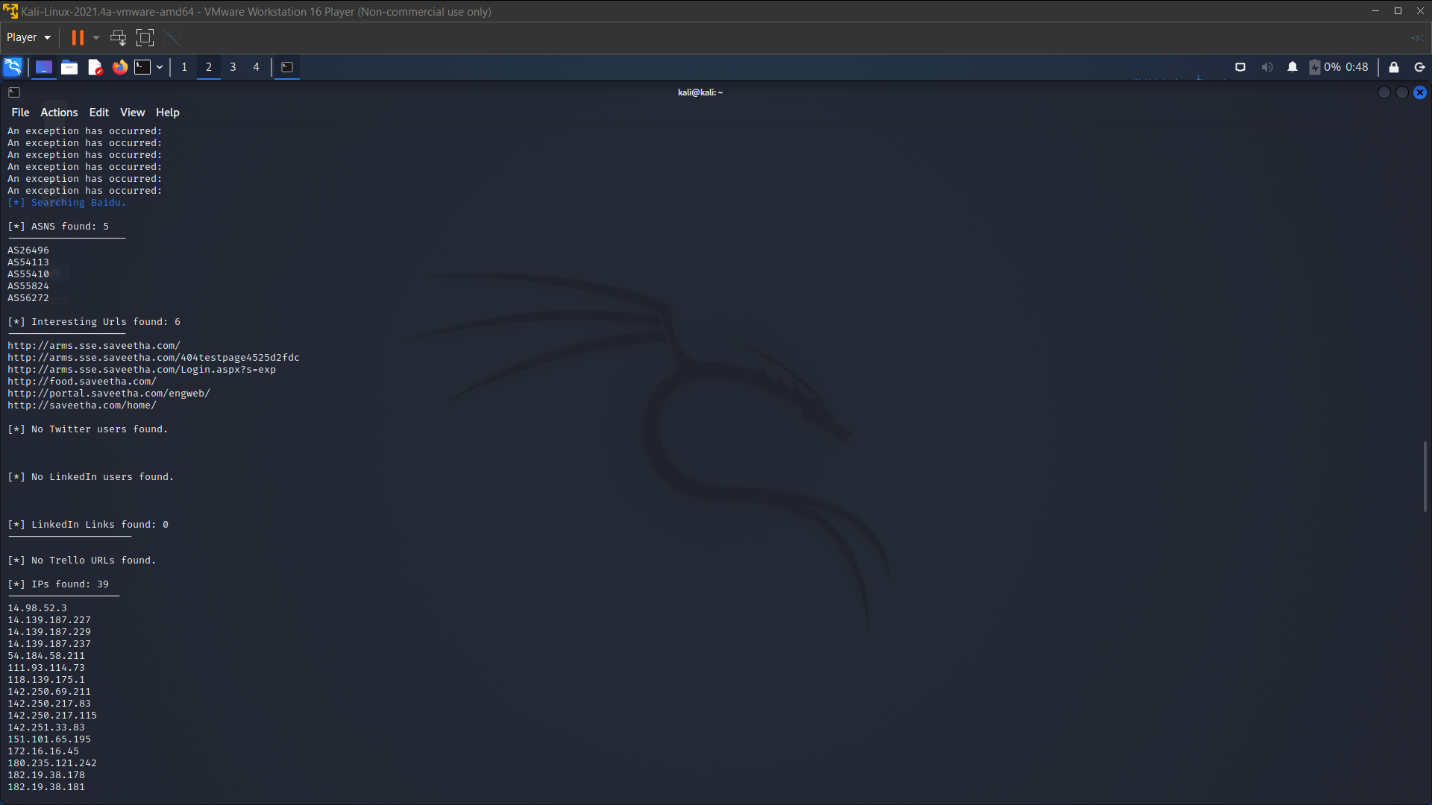 Kali-Linux-2021.4a-vmware-amd64 - VMware Workstation 16 Player (Non-commercial use only)
Player
1 2 3 4
0% 0:48
kali@kali: ~
File Actions Edit View Help
An exception has occurred:
An exception has occurred:
An exception has occurred:
An exception has occurred:
An exception has occurred:
An exception has occurred:
[*] Searching Baidu.
[*] ASNS found: 5
AS26496
AS54113
AS55410
AS55824
AS56272
[*] Interesting Urls found: 6
http://arms.sse.saveetha.com/
http://arms.sse.saveetha.com/404testpage4525d2fdc
http://arms.sse.saveetha.com/Login.aspx?s=exp
http://food.saveetha.com/
http://portal.saveetha.com/engweb/
http://saveetha.com/home/
[*] No Twitter users found.
[*] No LinkedIn users found.
[*] LinkedIn Links found: 0
[*] No Trello URLs found.
[*] IPs found: 39
14.98.52.3
14.139.187.227
14.139.187.229
14.139.187.237
54.184.58.211
111.93.114.73
118.139.175.1
142.250.69.211
142.250.217.83
142.250.217.115
142.251.33.83
151.101.65.195
172.16.16.45
180.235.121.242
182.19.38.178
182.19.38.181